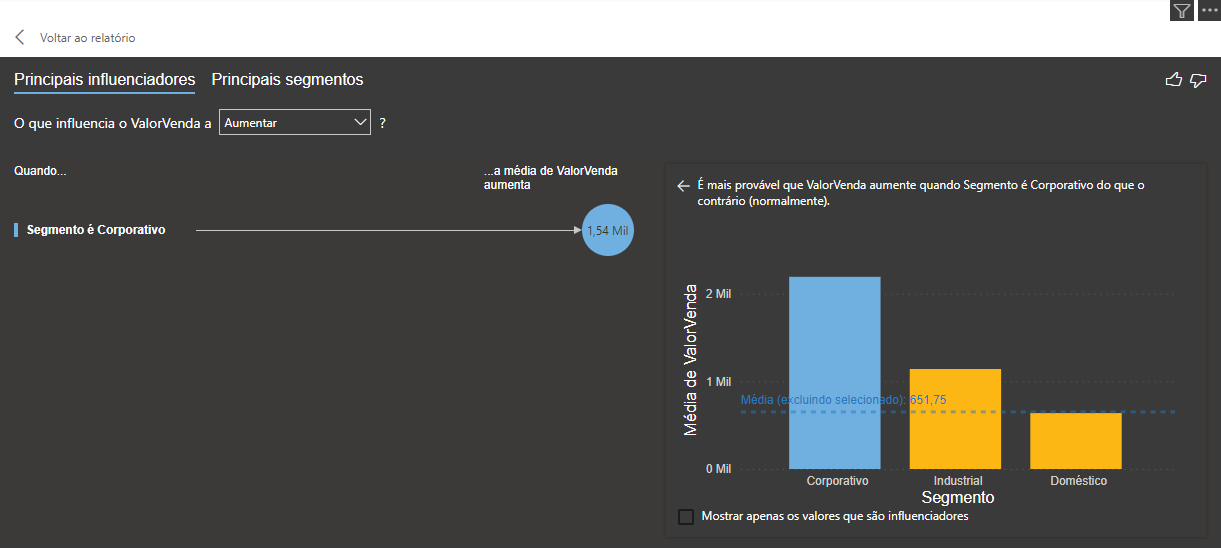 Voltar ao relatório
Principais influenciadores Principais segmentos
O que influencia o ValorVenda a Aumentar ?
Quando...
...a média de ValorVenda
aumenta
Segmento é Corporativo
1,54 Mil
É mais provável que ValorVenda aumente quando Segmento é Corporativo do que o
contrário (normalmente).
Média de ValorVenda
2 Mil
1 Mil
Média (excluindo selecionado): 651,75
0 Mil
Corporativo Industrial Doméstico
Segmento
Mostrar apenas os valores que são influenciadores